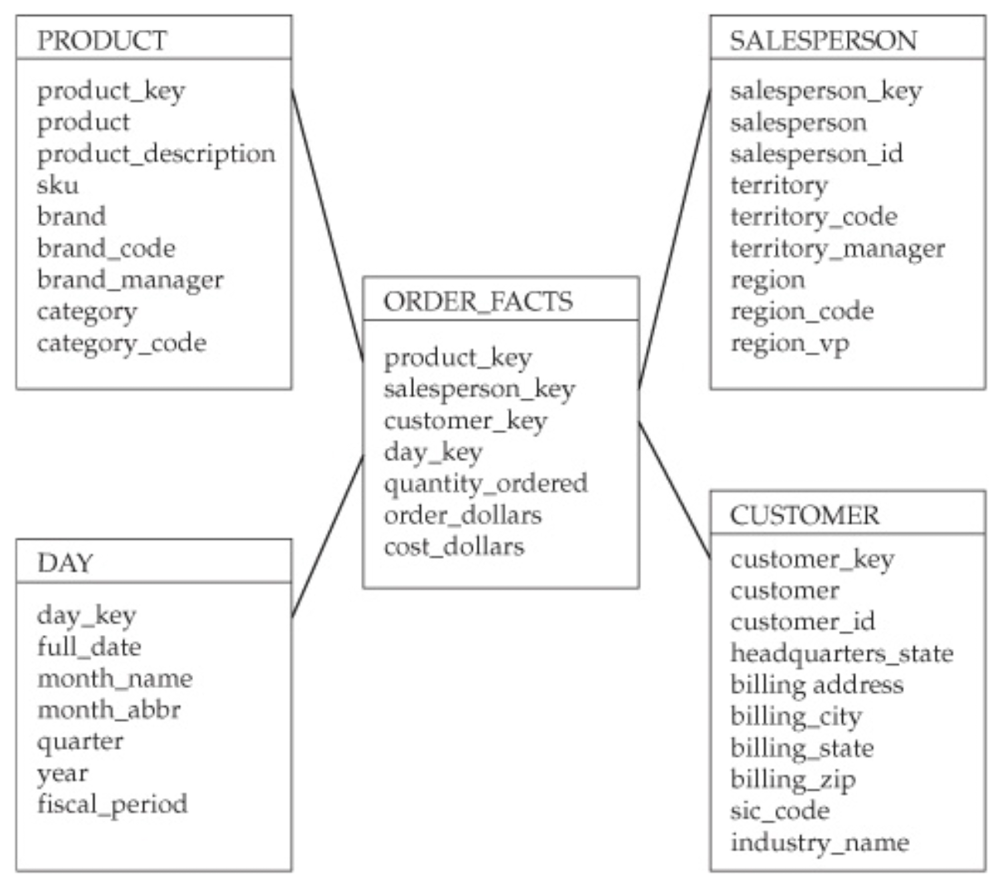 PRODUCT
product_key
product
product_description
sku
brand
brand_code
brand_manager
category
category_code
SALESPERSON
salesperson_key
salesperson
salesperson_id
territory
territory_code
territory_manager
region
region_code
region_vp
ORDER_FACTS
product_key
salesperson_key
customer_key
day_key
quantity_ordered
order_dollars
cost_dollars
DAY
day_key
full_date
month_name
month_abbr
quarter
year
fiscal_period
CUSTOMER
customer_key
customer
customer_id
headquarters_state
billing address
billing_city
billing_state
billing_zip
sic_code
industry_name